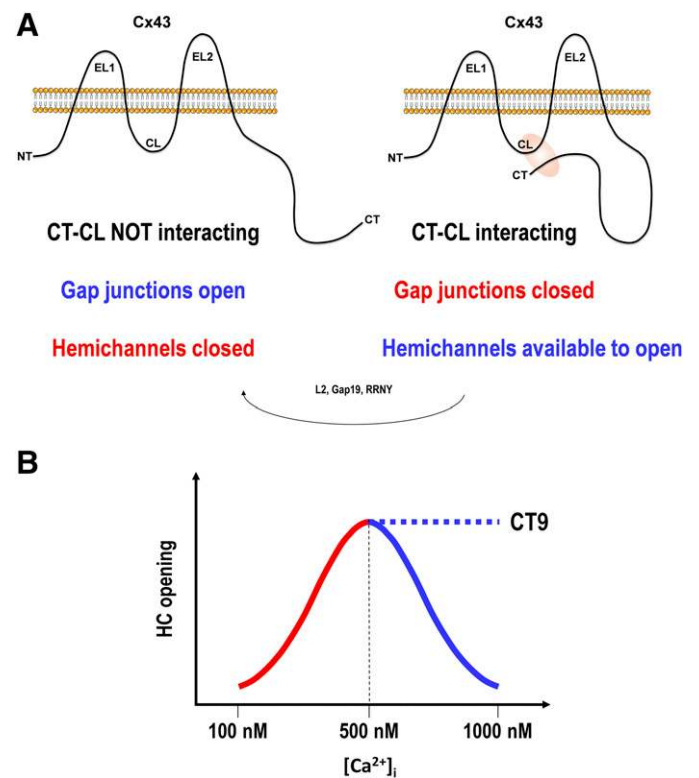 A
Cx43
Cx43
EL1
EL2
EL1
EL2
NT
CL
CT
NT
CL
CT
CT-CL NOT interacting
CT-CL interacting
Gap junctions open
Gap junctions closed
Hemichannels closed
Hemichannels available to open
L2, Gap19, RRNY
B
HC opening
CT9
100 nM
500 nM
1000 nM
[Ca²⁺]ᵢ